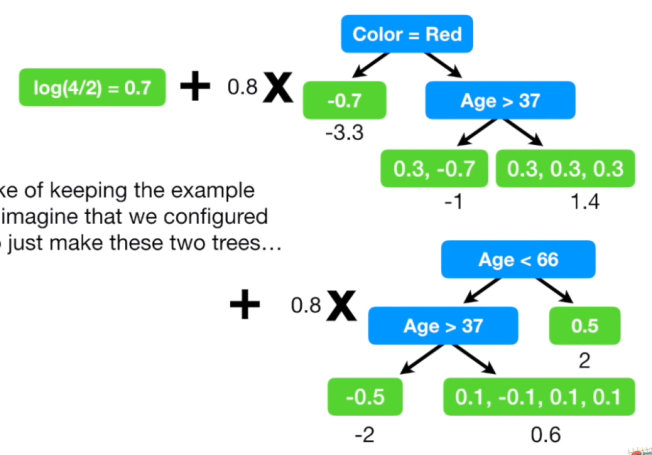 Color = Red
log(4/2) = 0.7 + 0.8 X -0.7 Age > 37
-3.3
0.3, -0.7 0.3, 0.3, 0.3
-1 1.4
ke of keeping the example
imagine that we configured
just make these two trees…
Age < 66
+ 0.8 X Age > 37 0.5
2
-0.5 0.1, -0.1, 0.1, 0.1
-2 0.6